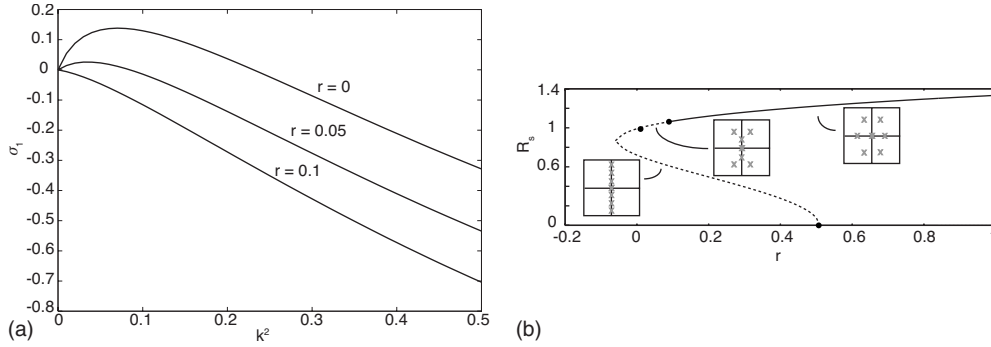 0.2
0.1
0
-0.1
-0.2
-0.3
-0.4
-0.5
-0.6
-0.7
-0.8
σ₁
r = 0
r = 0.05
r = 0.1
0 0.1 0.2 0.3 0.4 0.5
k²
(a)
1.4
1
0.6
0
R_s
x x
x x x
x x
-0.2 0 0.2 0.4 0.6 0.8 1
r
(b)